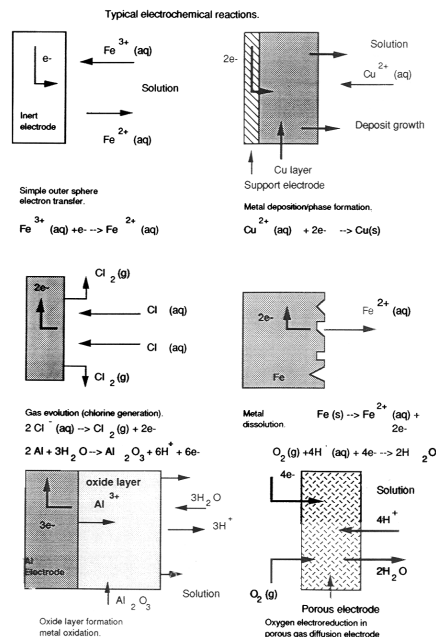 Typical electrochemical reactions.
e-
Fe 3+ (aq)
Solution
Inert
electrode
Fe 2+ (aq)
2e-
Solution
Cu 2+ (aq)
Deposit growth
Cu layer
Support electrode
Simple outer sphere
electron transfer.
Fe 3+ (aq) +e- --> Fe 2+ (aq)
Metal deposition/phase formation.
Cu 2+ (aq) + 2e- --> Cu(s)
Cl 2 (g)
2e-
Cl (aq)
Cl (aq)
Cl 2 (g)
2e-
Fe 2+ (aq)
Fe
Gas evolution (chlorine generation).
2 Cl - (aq) --> Cl 2 (g) + 2e-
Metal
dissolution.
Fe (s) --> Fe 2+ (aq) +
2e-
2 Al + 3H 2 O --> Al 2 O 3 + 6H + + 6e-
O 2 (g) +4H (aq) + 4e- --> 2H 2 O
oxide layer
Al 3+
3e-
3H 2 O
3H +
Al
Electrode
Al 2 O 3
Solution
Oxide layer formation
metal oxidation.
4e-
Solution
4H +
2H 2 O
O 2 (g)
Porous electrode
Oxygen electroreduction in
porous gas diffusion electrode